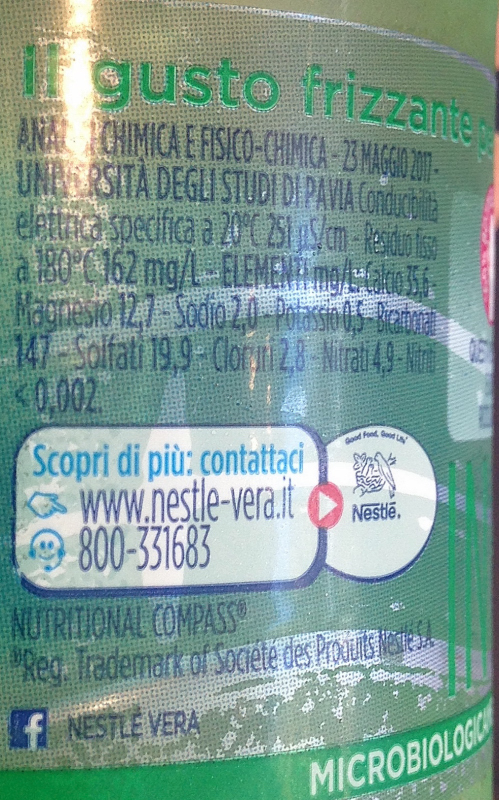 Il gusto frizzante
ANALISI CHIMICA E FISICO-CHIMICA - 23 MAGGIO 2017 -
UNIVERSITÀ DEGLI STUDI DI PAVIA Conducibilità
elettrica specifica a 20°C 251 µS/cm - Residuo fisso
a 180°C 162 mg/L - ELEMENTI mg/L: Calcio 35,6 -
Magnesio 12,7 - Sodio 2,0 - Potassio 0,5 - Bicarbonati
147 - Solfati 19,9 - Cloruri 2,8 - Nitrati 4,9 - Nitriti
< 0,002.
Scopri di più: contattaci
www.nestle-vera.it
800-331683
Good Food, Good Life
Nestlé.
NUTRITIONAL COMPASS®
®Reg. Trademark of Société des Produits Nestlé S.A.
f NESTLÉ VERA